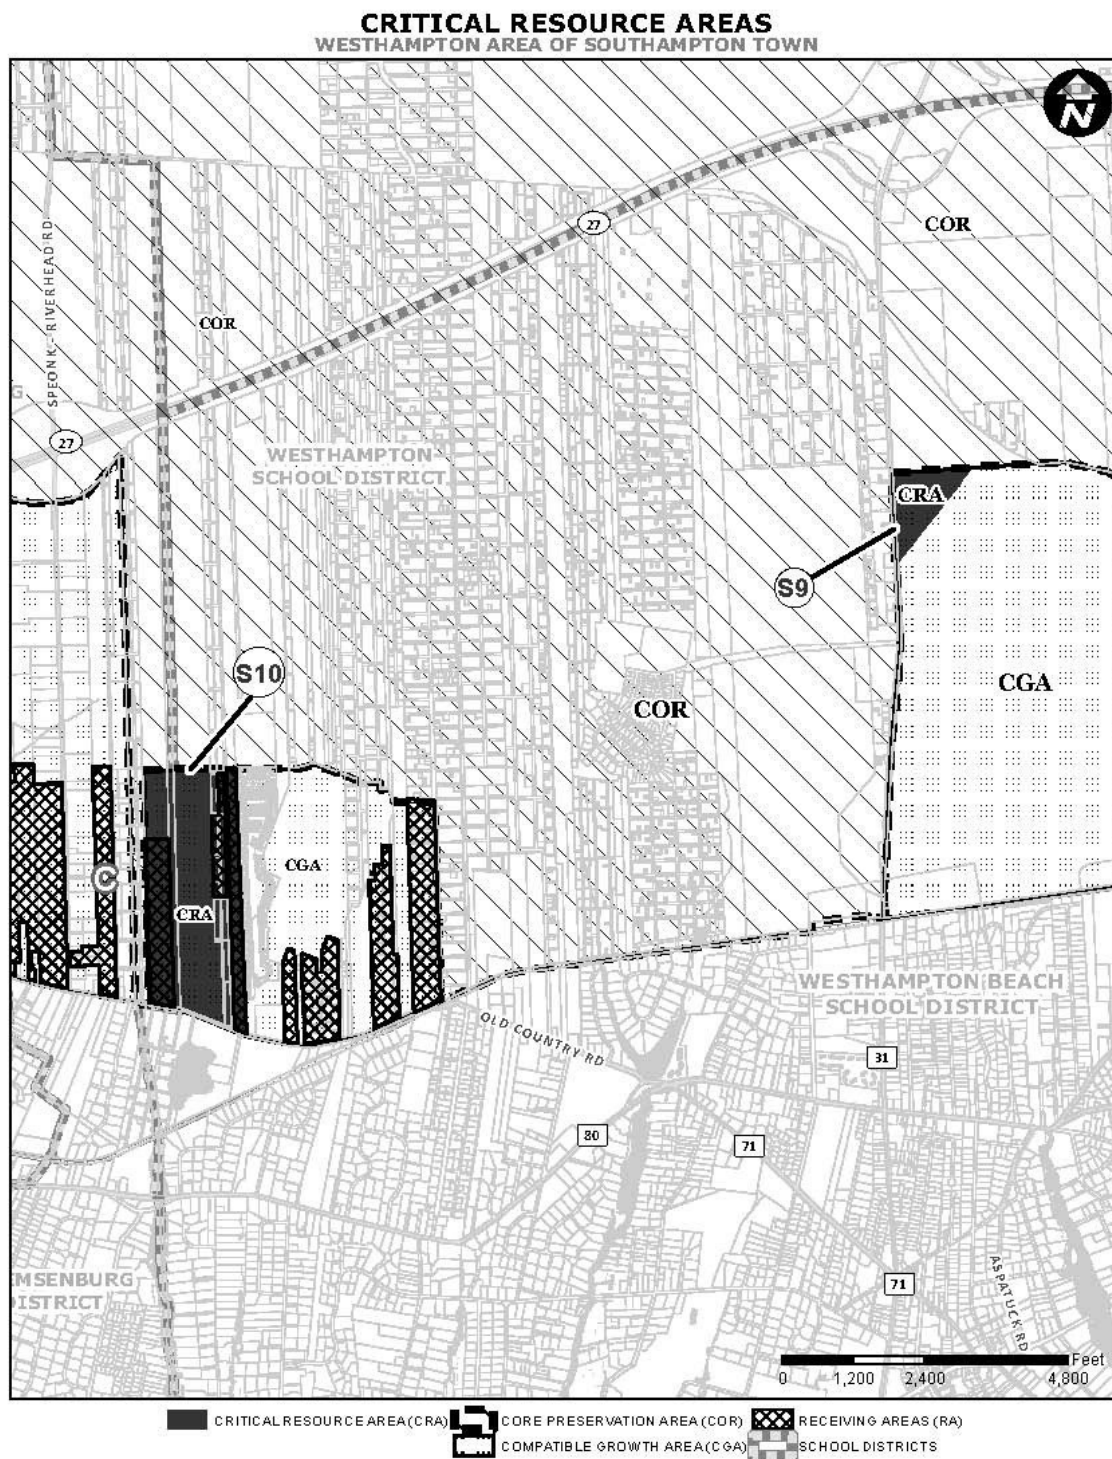 CRITICAL RESOURCE AREAS
WESTHAMPTON AREA OF SOUTHAMPTON TOWN
N
SPEONK - RIVERHEAD RD
27
COR
COR
G
27
WESTHAMPTON
SCHOOL DISTRICT
CRA
S9
S10
COR
CGA
C
CGA
CRA
WESTHAMPTON BEACH
SCHOOL DISTRICT
OLD COUNTRY RD
31
80
71
EMSENBURG
DISTRICT
71
ASPATUCK RD
Feet
0 1,200 2,400 4,800
CRITICAL RESOURCE AREA (CRA)
CORE PRESERVATION AREA (COR)
RECEIVING AREAS (RA)
COMPATIBLE GROWTH AREA (CGA)
SCHOOL DISTRICTS